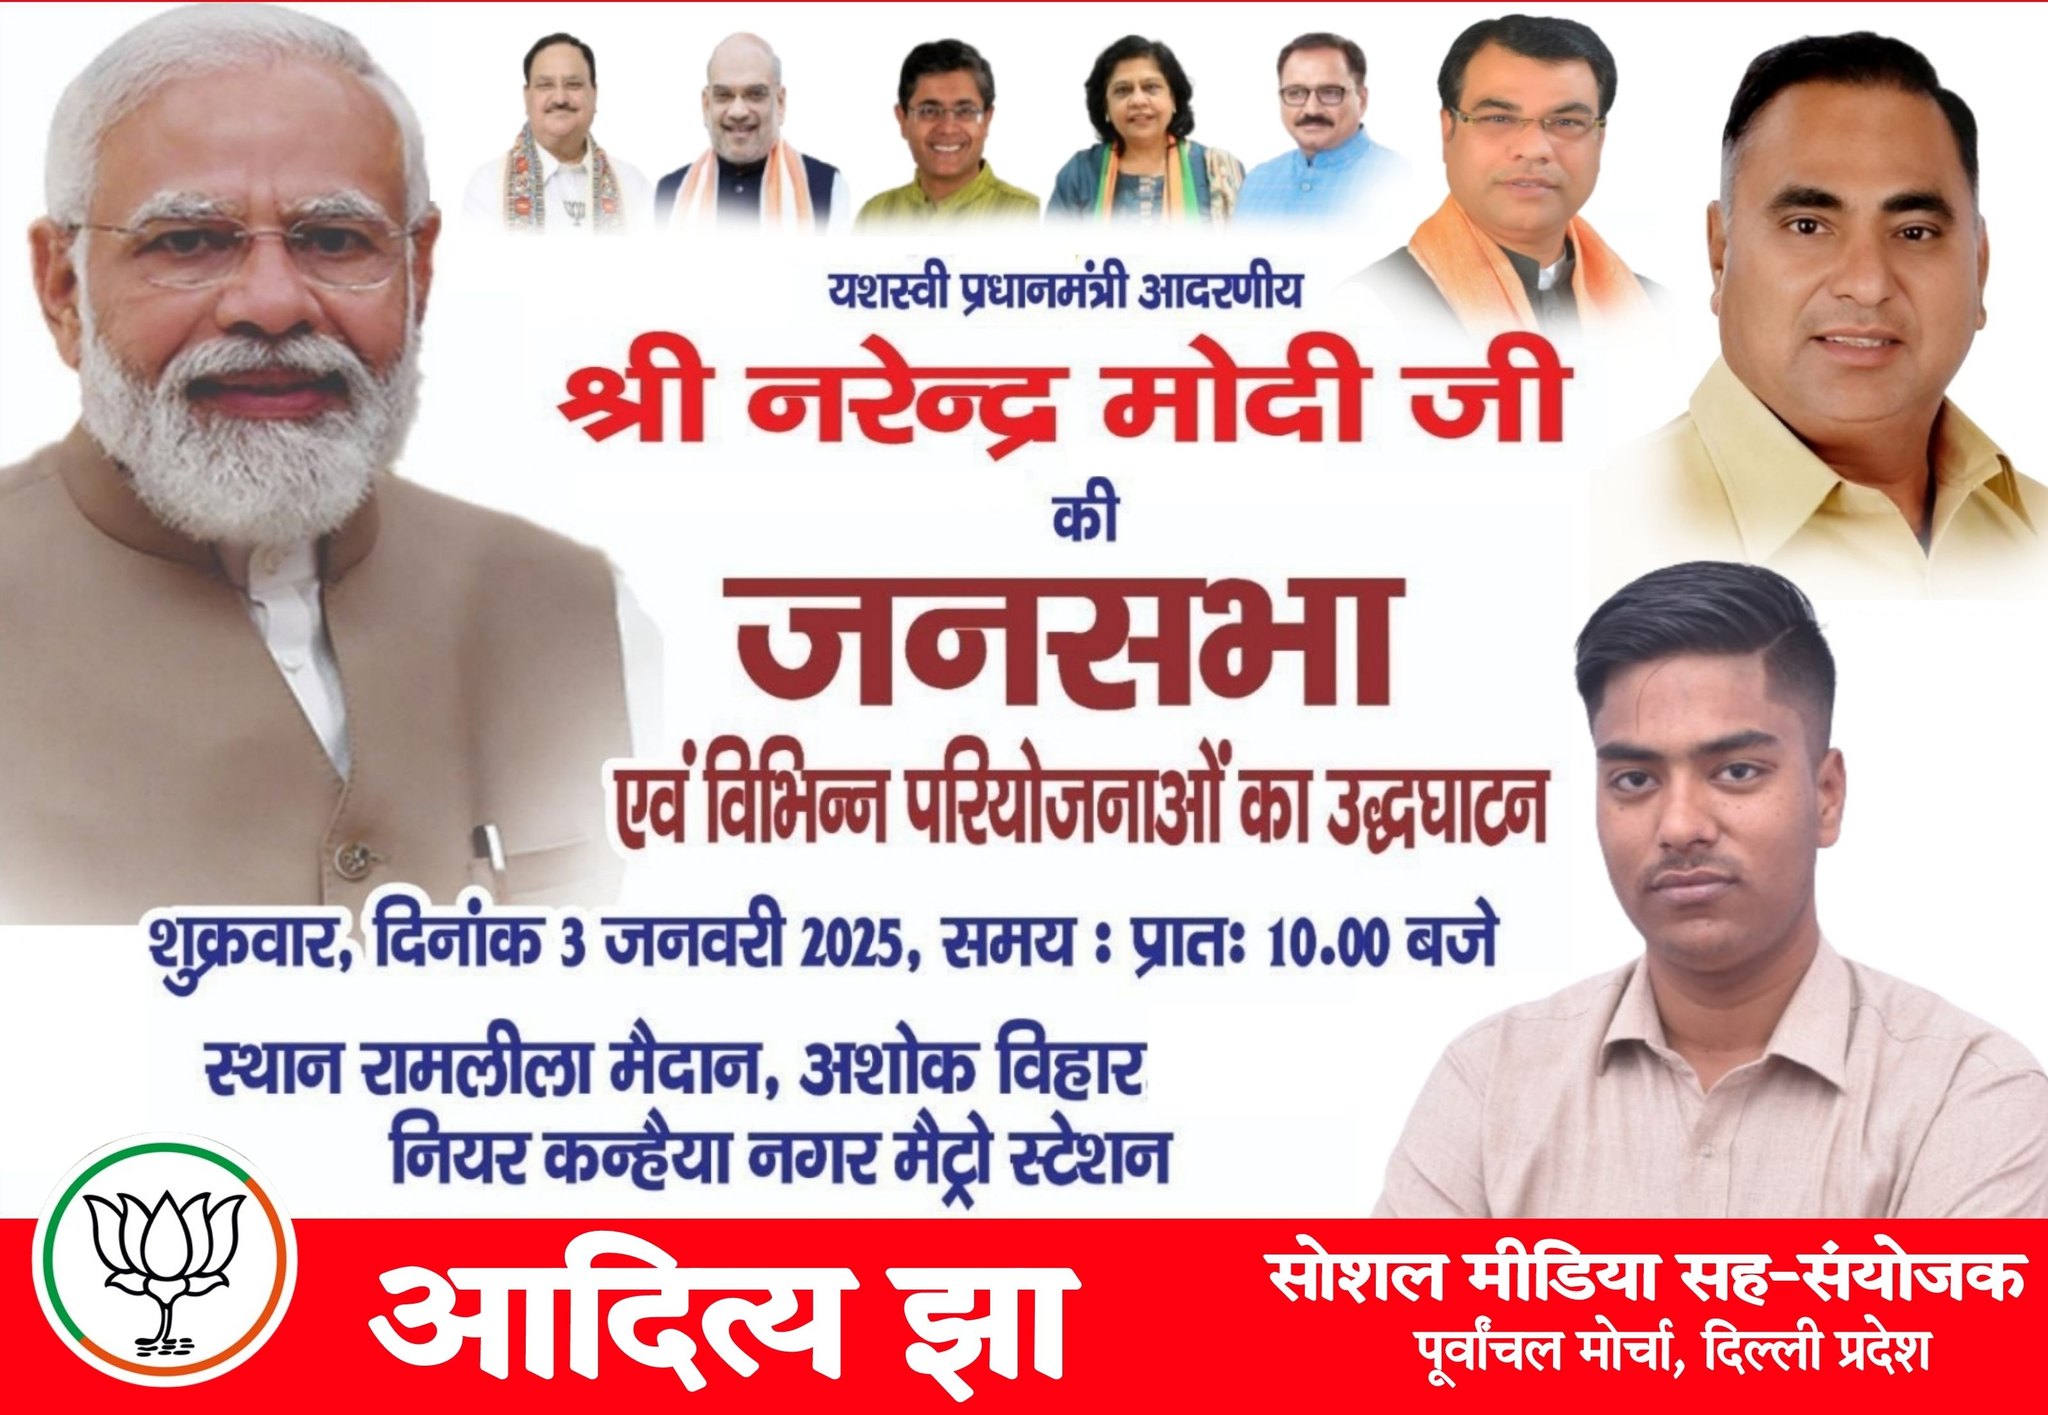 यशस्वी प्रधानमंत्री आदरणीय
श्री नरेन्द्र मोदी जी
की
जनसभा
एवं विभिन्न परियोजनाओं का उद्धघाटन
शुक्रवार, दिनांक 3 जनवरी 2025, समय : प्रातः 10.00 बजे
स्थान रामलीला मैदान, अशोक विहार
नियर कन्हैया नगर मैट्रो स्टेशन
आदित्य झा
सोशल मीडिया सह-संयोजक
पूर्वांचल मोर्चा, दिल्ली प्रदेश